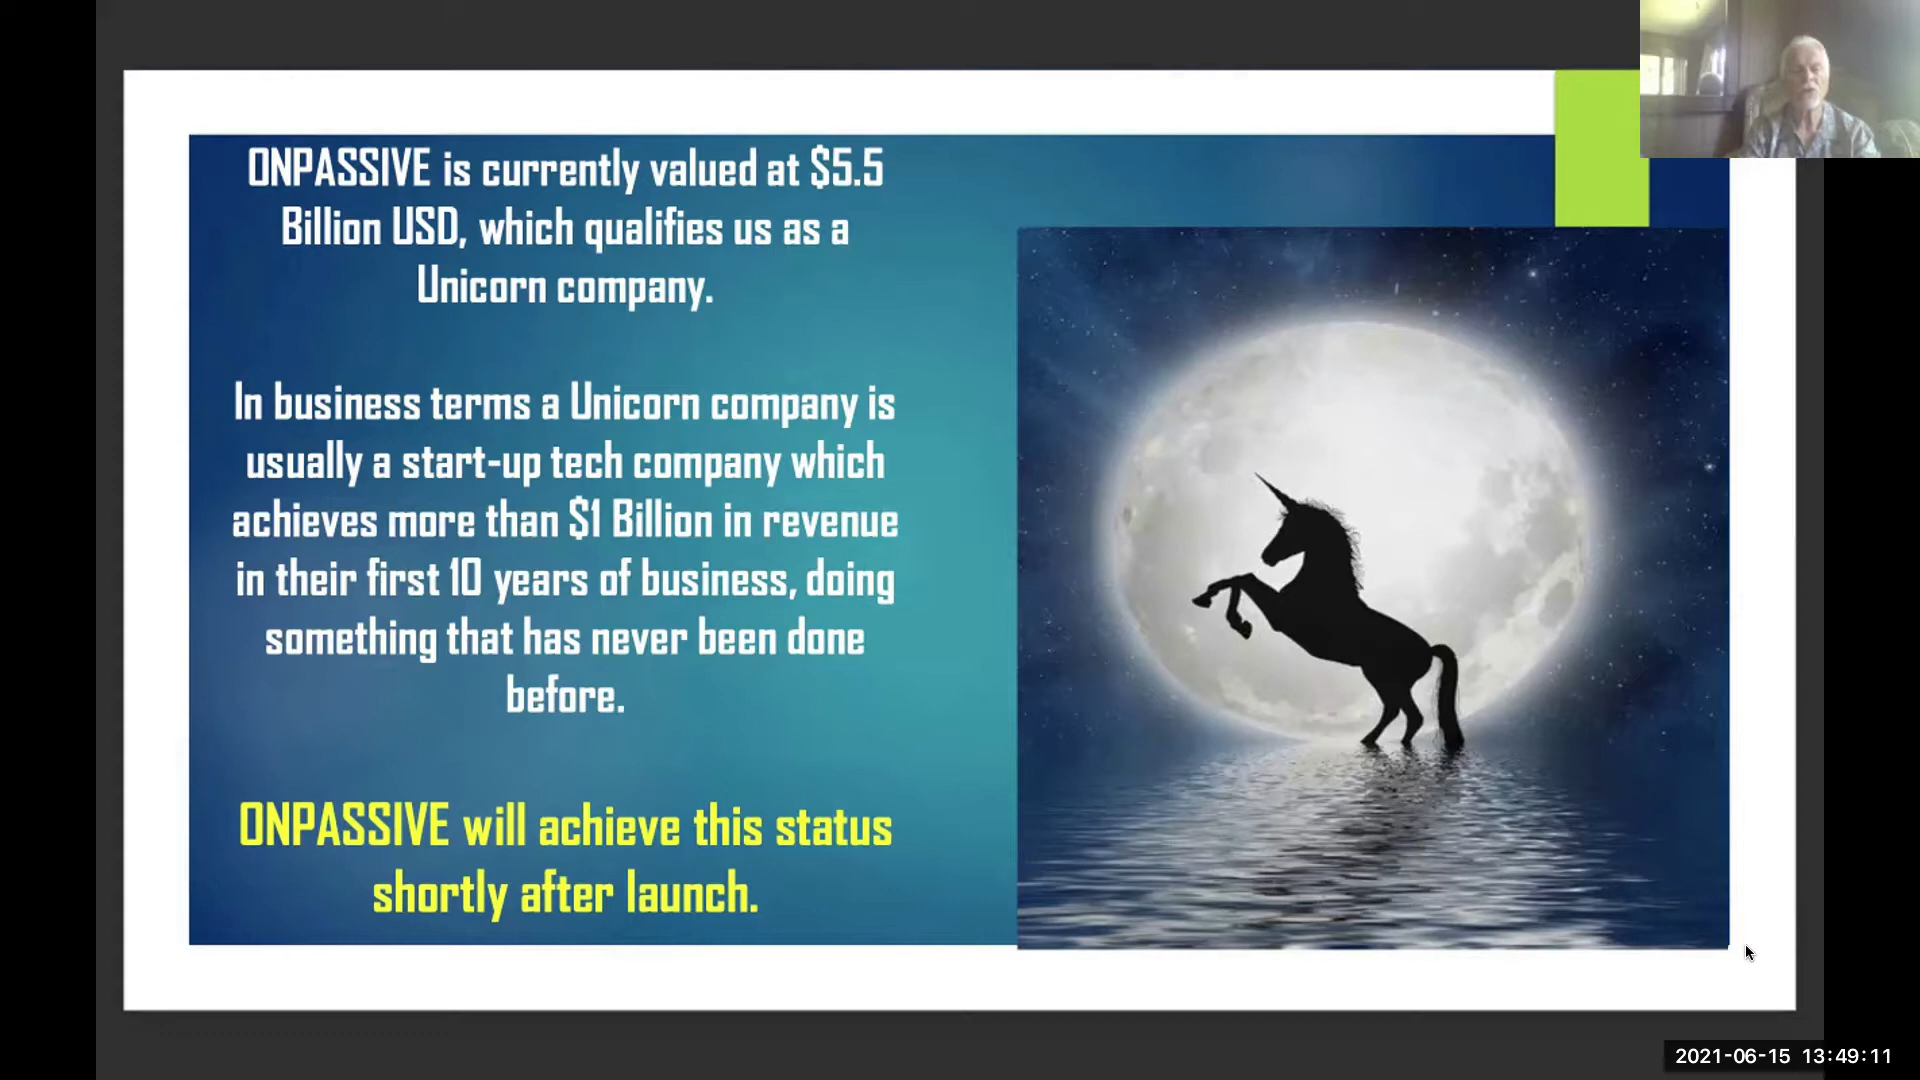 ONPASSIVE is currently valued at $5.5
Billion USD, which qualifies us as a
Unicorn company.
In business terms a Unicorn company is
usually a start-up tech company which
achieves more than $1 Billion in revenue
in their first 10 years of business, doing
something that has never been done
before.
ONPASSIVE will achieve this status
shortly after launch.
2021-06-15 13:49:11